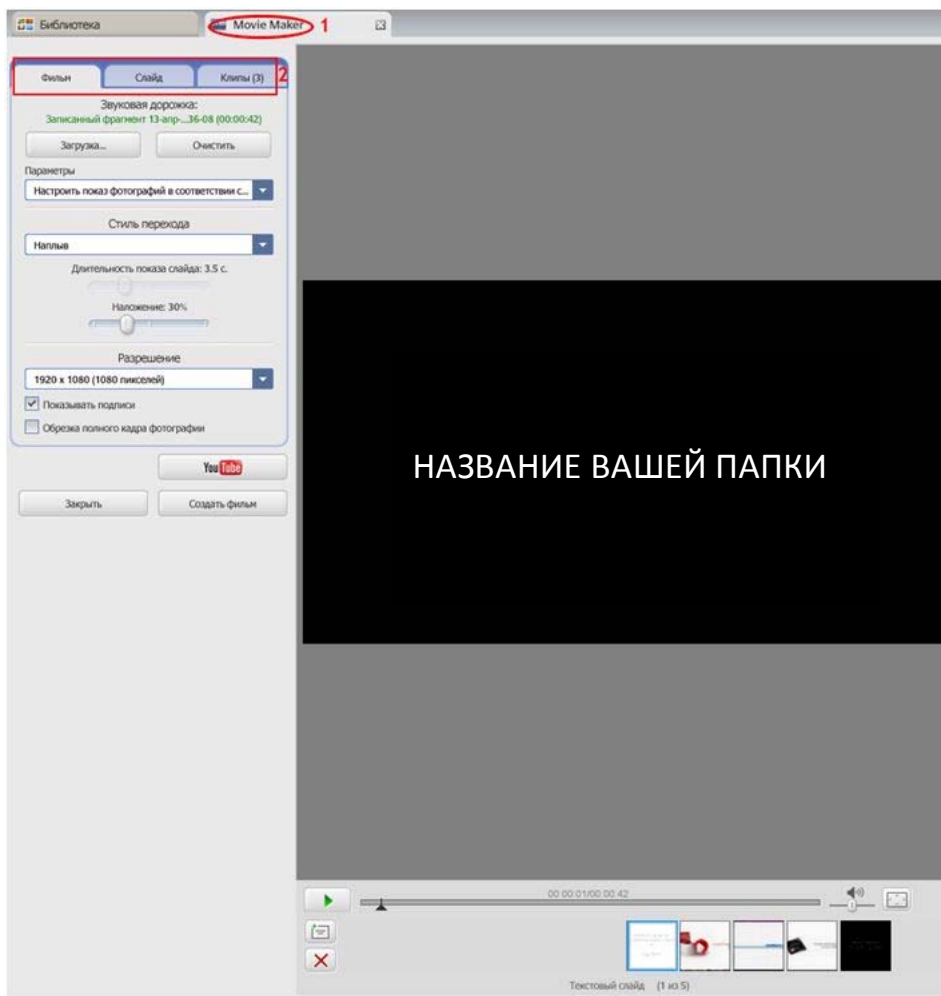 Библиотека
Movie Maker
1
Фильм
Слайд
Клипы (3)
2
Звуковая дорожка:
Записанный фрагмент 13-апр-...36-08 (00:00:42)
Загрузка...
Очистить
Параметры
Настроить показ фотографий в соответствии с...
Стиль перехода
Наплыв
Длительность показа слайда: 3.5 с.
Наложение: 30%
Разрешение
1920 x 1080 (1080 пикселей)
Показывать подписи
Обрезка полного кадра фотографии
YouTube
Закрыть
Создать фильм
НАЗВАНИЕ ВАШЕЙ ПАПКИ
00:00:01/00:00:42
Текстовый слайд (1 из 5)